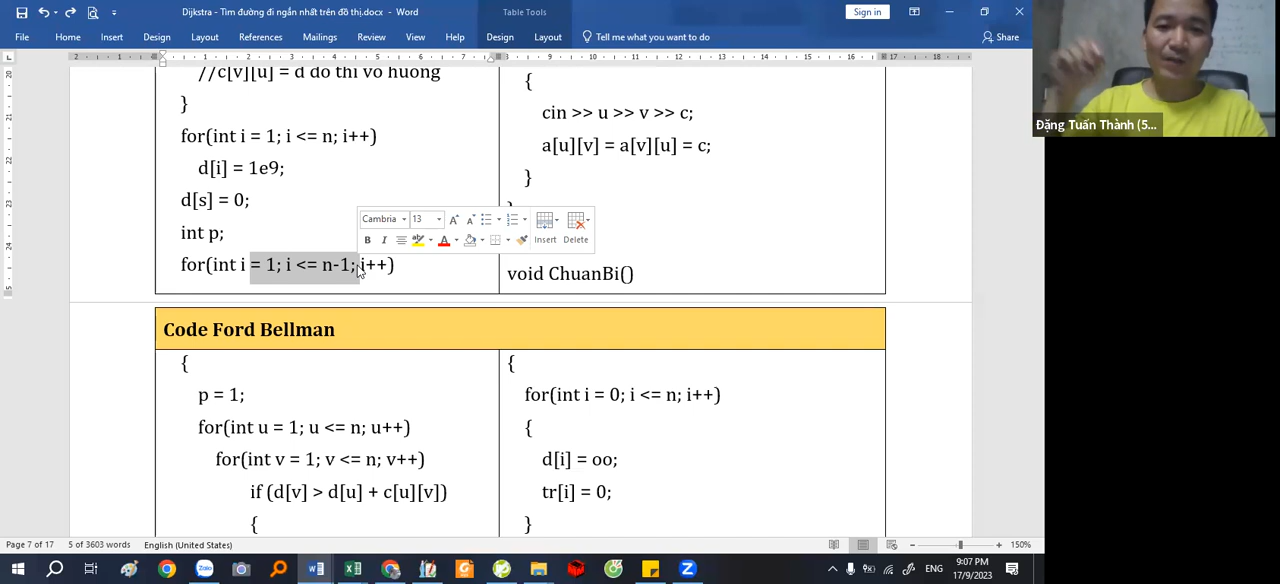 Dijkstra - Tìm đường đi ngắn nhất trên đồ thị.docx - Word
Table Tools
Sign in
File Home Insert Design Layout References Mailings Review View Help Design Layout Tell me what you want to do Share
//c[v][u] = d do thi vo huong
}
for(int i = 1; i <= n; i++)
d[i] = 1e9;
d[s] = 0;
int p;
for(int i = 1; i <= n-1; i++)
{
cin >> u >> v >> c;
a[u][v] = a[v][u] = c;
}
void ChuanBi()
Cambria 13
Insert Delete
Code Ford Bellman
{
p = 1;
for(int u = 1; u <= n; u++)
for(int v = 1; v <= n; v++)
if (d[v] > d[u] + c[u][v])
{
{
for(int i = 0; i <= n; i++)
{
d[i] = oo;
tr[i] = 0;
}
Đặng Tuấn Thành (5...
Page 7 of 17 5 of 3603 words English (United States) 150%
ENG
9:07 PM
17/9/2023